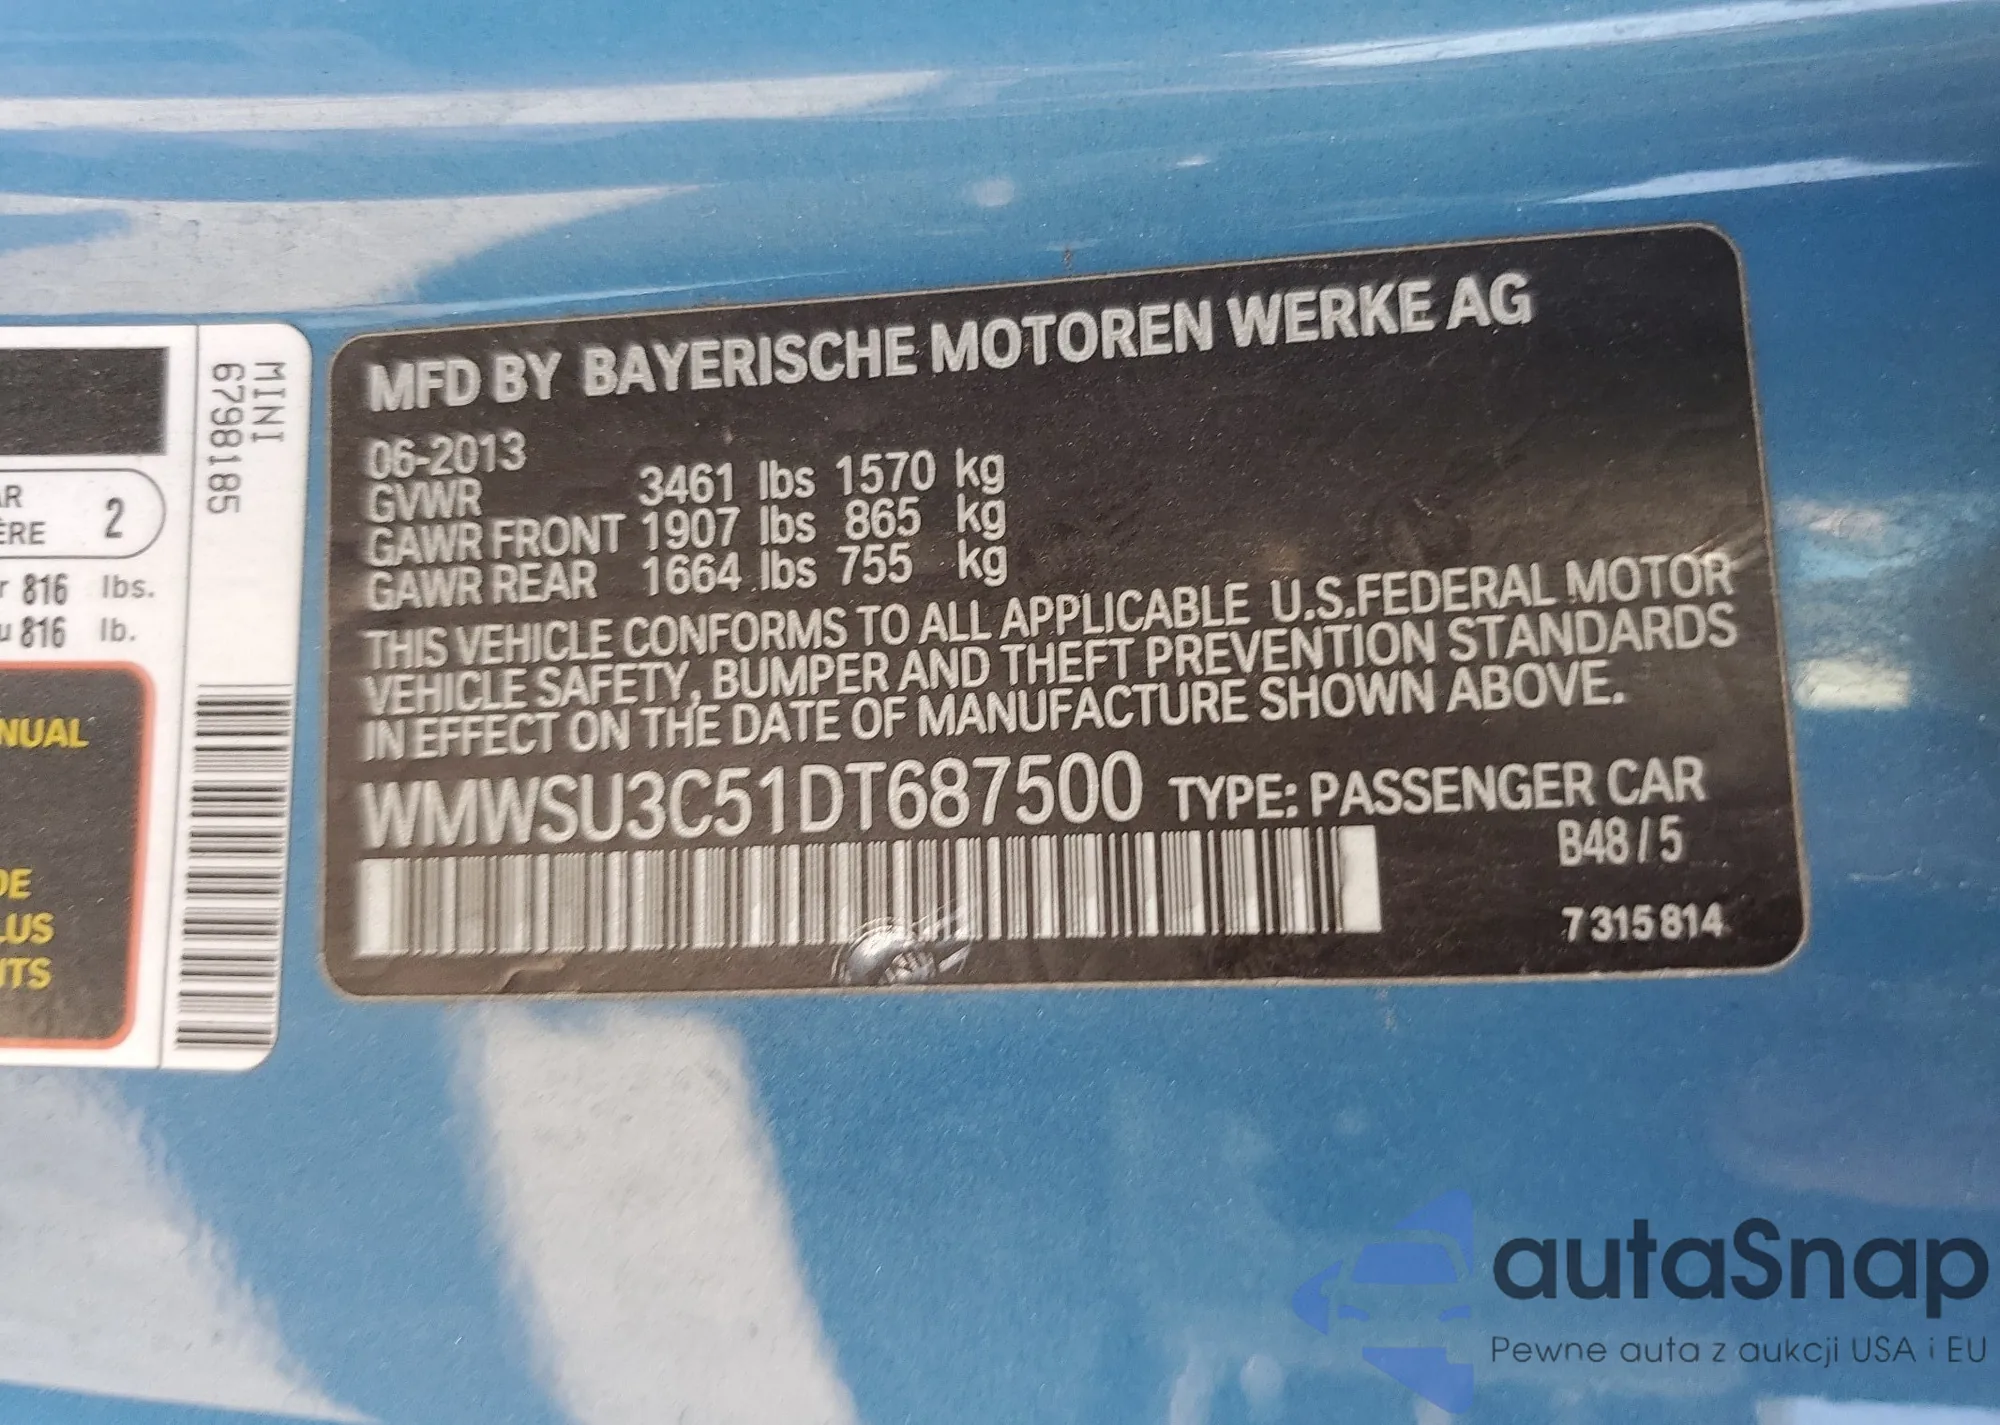 MFD BY BAYERISCHE MOTOREN WERKE AG
06-2013
GVWR 3461 lbs 1570 kg
GAWR FRONT 1907 lbs 865 kg
GAWR REAR 1664 lbs 755 kg
THIS VEHICLE CONFORMS TO ALL APPLICABLE U.S.FEDERAL MOTOR
VEHICLE SAFETY, BUMPER AND THEFT PREVENTION STANDARDS
IN EFFECT ON THE DATE OF MANUFACTURE SHOWN ABOVE.
WMWSU3C51DT687500 TYPE: PASSENGER CAR
B48 / 5
7 315 814
MINI
6798185
AR
ÈRE 2
r 816 lbs.
u 816 lb.
NUAL
DE
LUS
NTS
autaSnap
Pewne auta z aukcji USA i EU